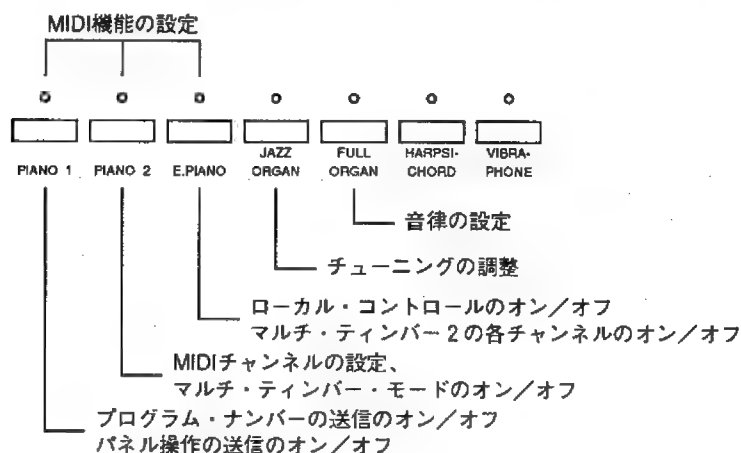 MIDI機能の設定
PIANO 1 PIANO 2 E.PIANO JAZZ ORGAN FULL ORGAN HARPSI-CHORD VIBRA-PHONE
音律の設定
チューニングの調整
ローカル・コントロールのオン／オフ
マルチ・ティンバー2の各チャンネルのオン／オフ
MIDIチャンネルの設定、
マルチ・ティンバー・モードのオン／オフ
プログラム・ナンバーの送信のオン／オフ
パネル操作の送信のオン／オフ